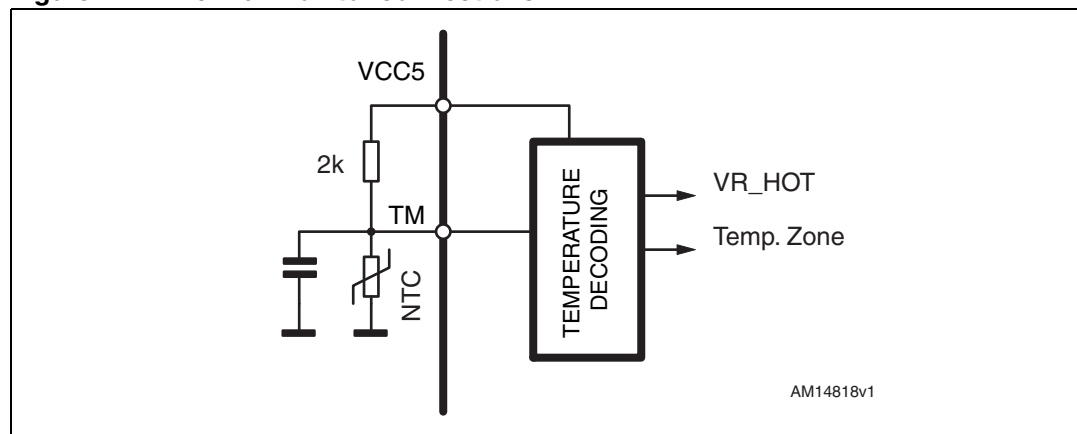 VCC5
2k
TM
NTC
TEMPERATURE
DECODING
VR_HOT
Temp. Zone
AM14818v1